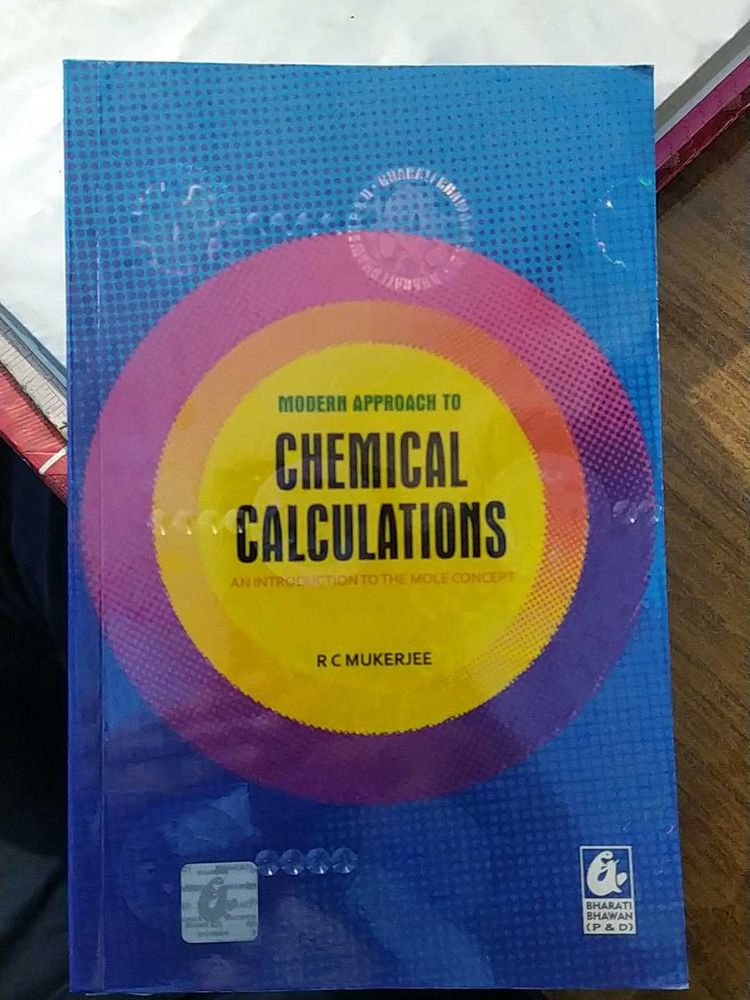 MODERN APPROACH TO
CHEMICAL
CALCULATIONS
AN INTRODUCTION TO THE MOLE CONCEPT
R C MUKERJEE
BHARATI
BHAWAN
(P & D)